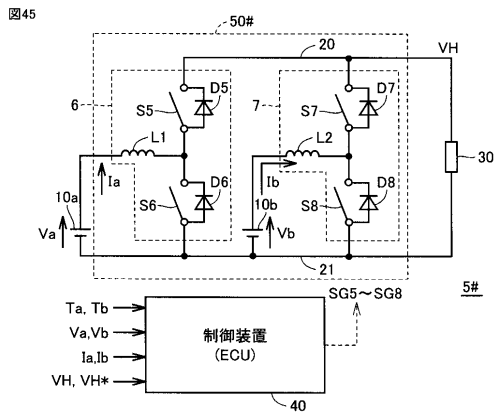 図45
50#
20
VH
6
S5
D5
7
S7
D7
L1
L2
30
Ia
Ib
10a
S6
D6
10b
S8
D8
Va
Vb
21
SG5～SG8
5#
Ta, Tb
Va,Vb
Ia,Ib
VH, VH*
制御装置
(ECU)
40